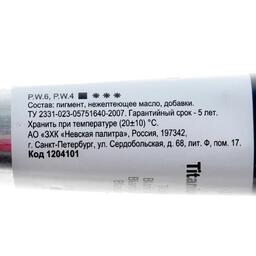 P.W.6, P.W.4 ■ ✱✱✱
Состав: пигмент, нежелтеющее масло, добавки.
ТУ 2331-023-05751640-2007. Гарантийный срок - 5 лет.
Хранить при температуре (20±10) °С.
АО «ЗХК «Невская палитра», Россия, 197342,
г. Санкт-Петербург, ул. Сердобольская, д. 68, лит. Ф, пом. 17.
Код 1204101